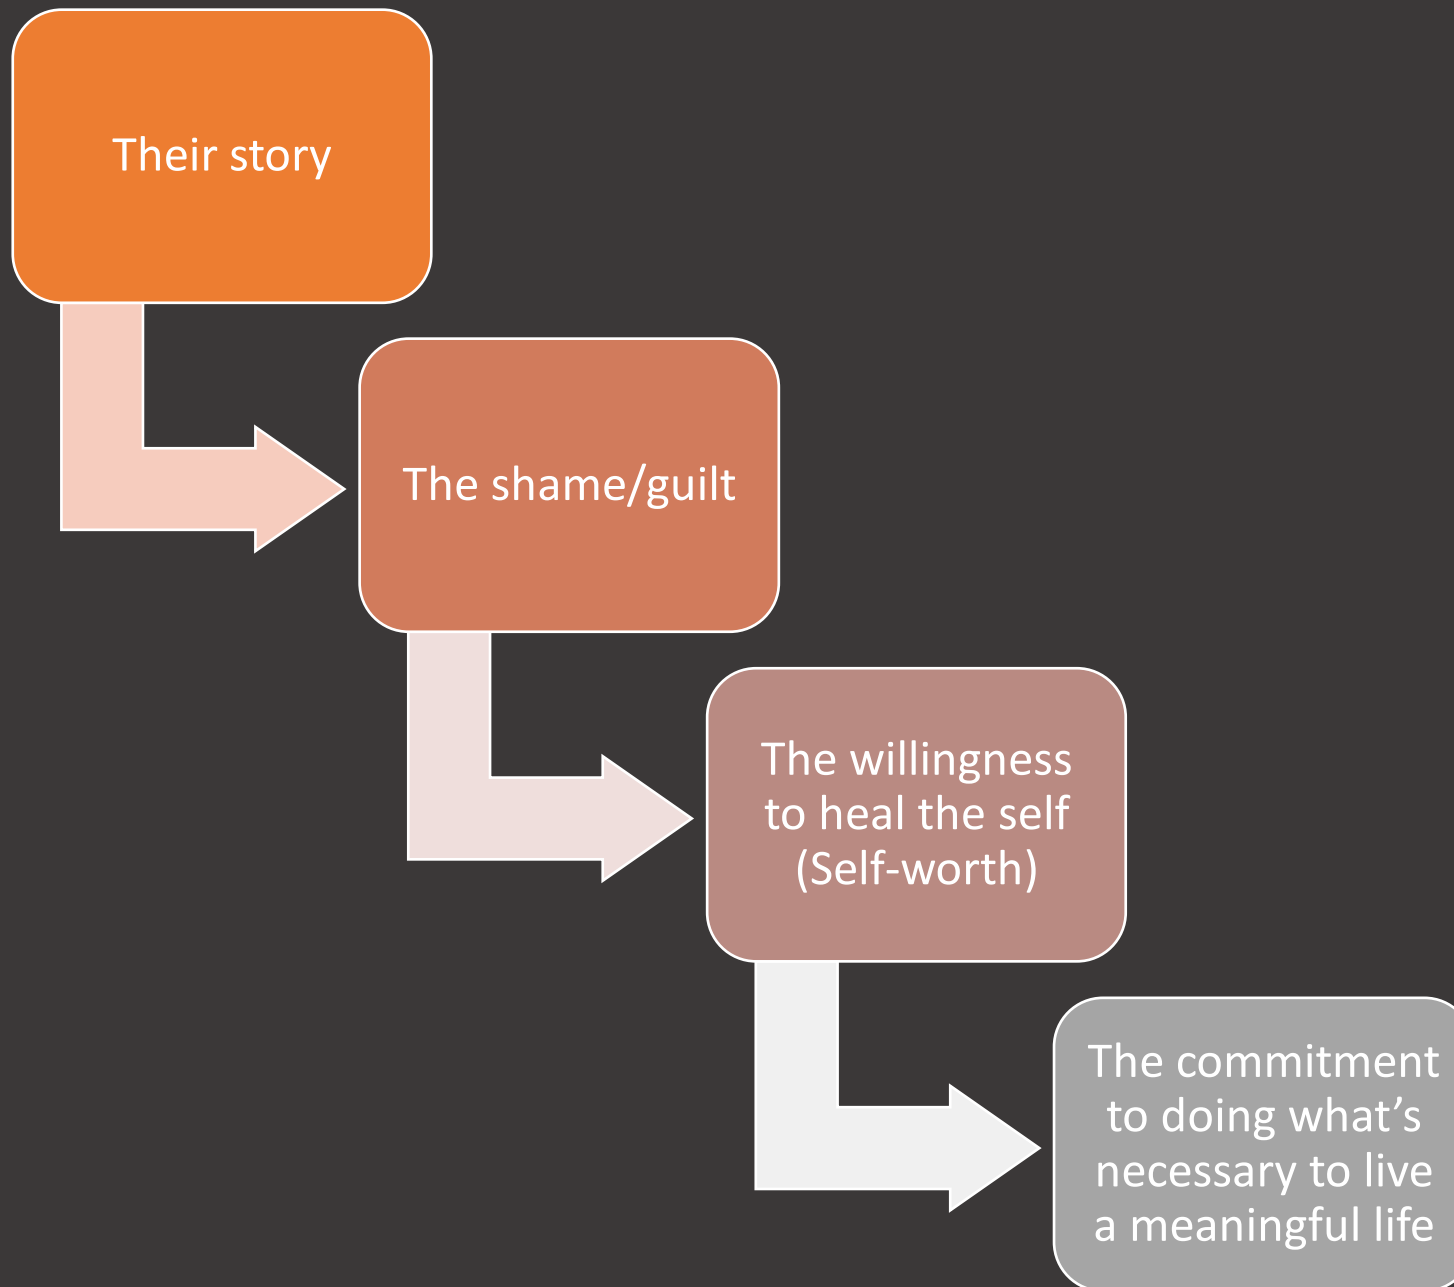 Their story
The shame/guilt
The willingness
to heal the self
(Self-worth)
The commitment
to doing what’s
necessary to live
a meaningful life